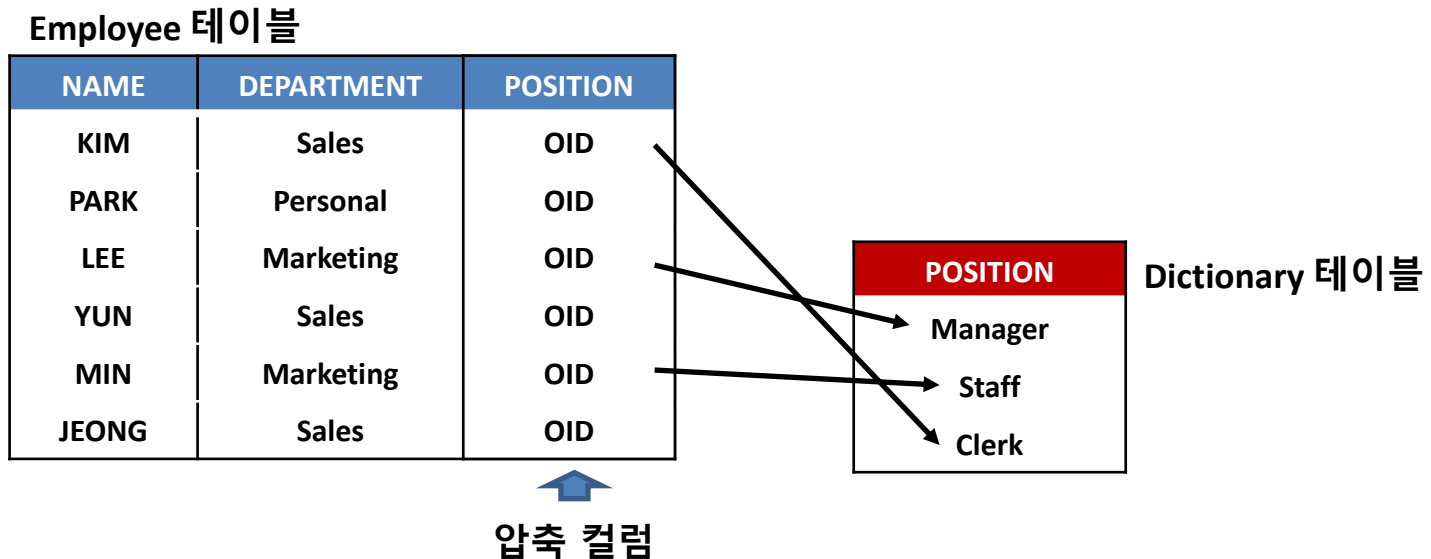 Employee 테이블
NAME DEPARTMENT POSITION
KIM Sales OID
PARK Personal OID
LEE Marketing OID
YUN Sales OID
MIN Marketing OID
JEONG Sales OID
압축 컬럼
POSITION
Manager
Staff
Clerk
Dictionary 테이블